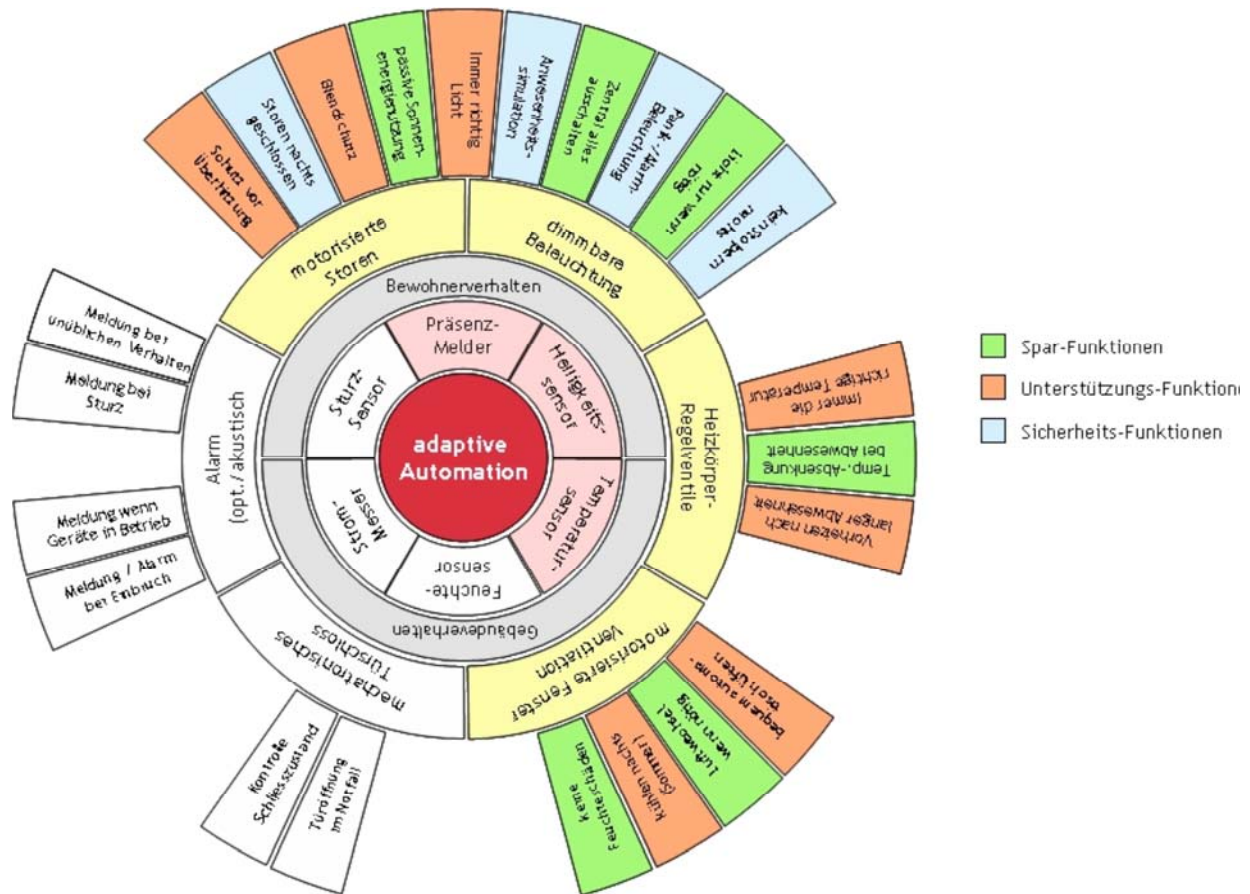 Schutz vor
Überhitzung
Storen nachts
geschlossen
Blendschutz
passive Sonnen-
energienutzung
Immer richtig
Licht
Anwesenheits-
simulation
Zentral alles
ausschalten
Panik-/Alarm-
Beleuchtung
Licht nur wenn
nötig
kein Stolpern
nachts
motorisierte
Storen
dimmbare
Beleuchtung
Bewohnerverhalten
Präsenz-
Melder
Helligkeits-
sensor
Sturz-
Sensor
adaptive
Automation
Temperatur-
sensor
Strom-
Messer
Feuchte-
sensor
Gebäudeverhalten
Alarm
(opt./akustisch)
Heizkörper-
Regelventile
mechatronisches
Türschloss
motorisierte Fenster
Ventilation
Meldung bei
unüblichen Verhalten
Meldung bei
Sturz
Meldung wenn
Geräte in Betrieb
Meldung / Alarm
bei Einbruch
Kontrolle
Schliesszustand
Türöffnung
im Notfall
keine
Feuchteschäden
kühlen nachts
(Sommer)
Luftwechsel
wenn nötig
bequem automa-
tisch lüften
Immer die
richtige Temperatur
Temp.-Absenkung
bei Abwesenheit
Vorheizen nach
langer Abwesenheit
Spar-Funktionen
Unterstützungs-Funktione
Sicherheits-Funktionen